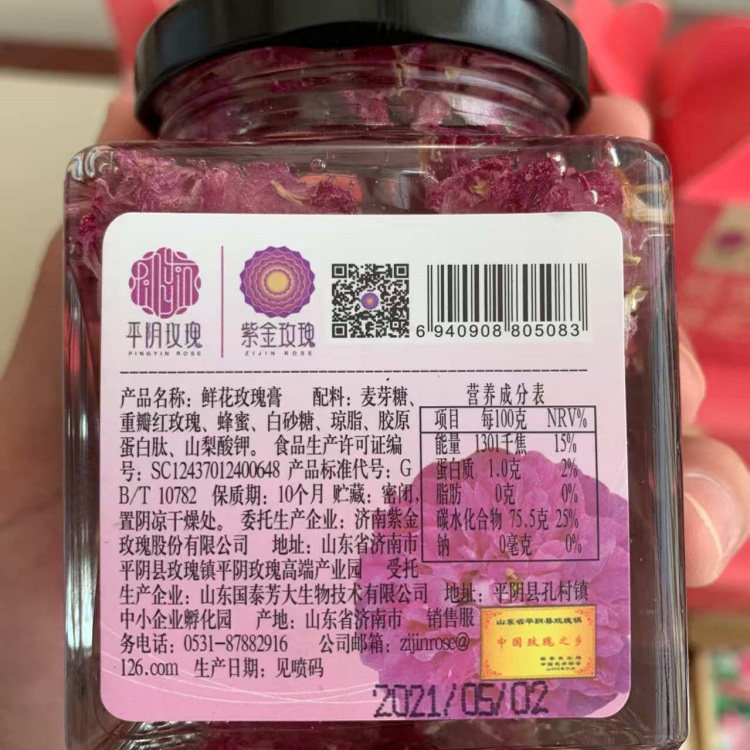 平阴玫瑰
PINGYIN ROSE
紫金玫瑰
ZIJIN ROSE
6 940908 805083
产品名称：鲜花玫瑰膏 配料：麦芽糖、
重瓣红玫瑰、蜂蜜、白砂糖、琼脂、胶原
蛋白肽、山梨酸钾。 食品生产许可证编
号：SC12437012400648 产品标准代号：G
B/T 10782 保质期：10个月 贮藏：密闭，
置阴凉干燥处。 委托生产企业：济南紫金
玫瑰股份有限公司 地址：山东省济南市
平阴县玫瑰镇平阴玫瑰高端产业园 受托
生产企业：山东国泰芳大生物技术有限公司 地址：平阴县孔村镇
中小企业孵化园 产地：山东省济南市 销售服
务电话：0531-87882916 公司邮箱：zijinrose@
126.com 生产日期：见喷码
营养成分表
项目 每100克 NRV%
能量 1301千焦 15%
蛋白质 1.0克 2%
脂肪 0克 0%
碳水化合物 75.5克 25%
钠 0毫克 0%
山东省平阴县玫瑰镇
中国玫瑰之乡
2021/05/02